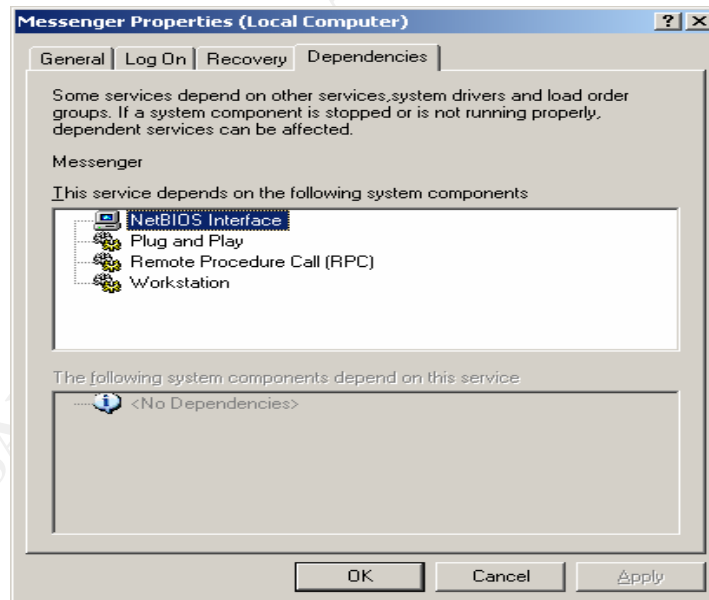 Messenger Properties (Local Computer)
General Log On Recovery Dependencies
Some services depend on other services,system drivers and load order
groups. If a system component is stopped or is not running properly,
dependent services can be affected.
Messenger
This service depends on the following system components
NetBIOS Interface
Plug and Play
Remote Procedure Call (RPC)
Workstation
The following system components depend on this service
<No Dependencies>
OK Cancel Apply